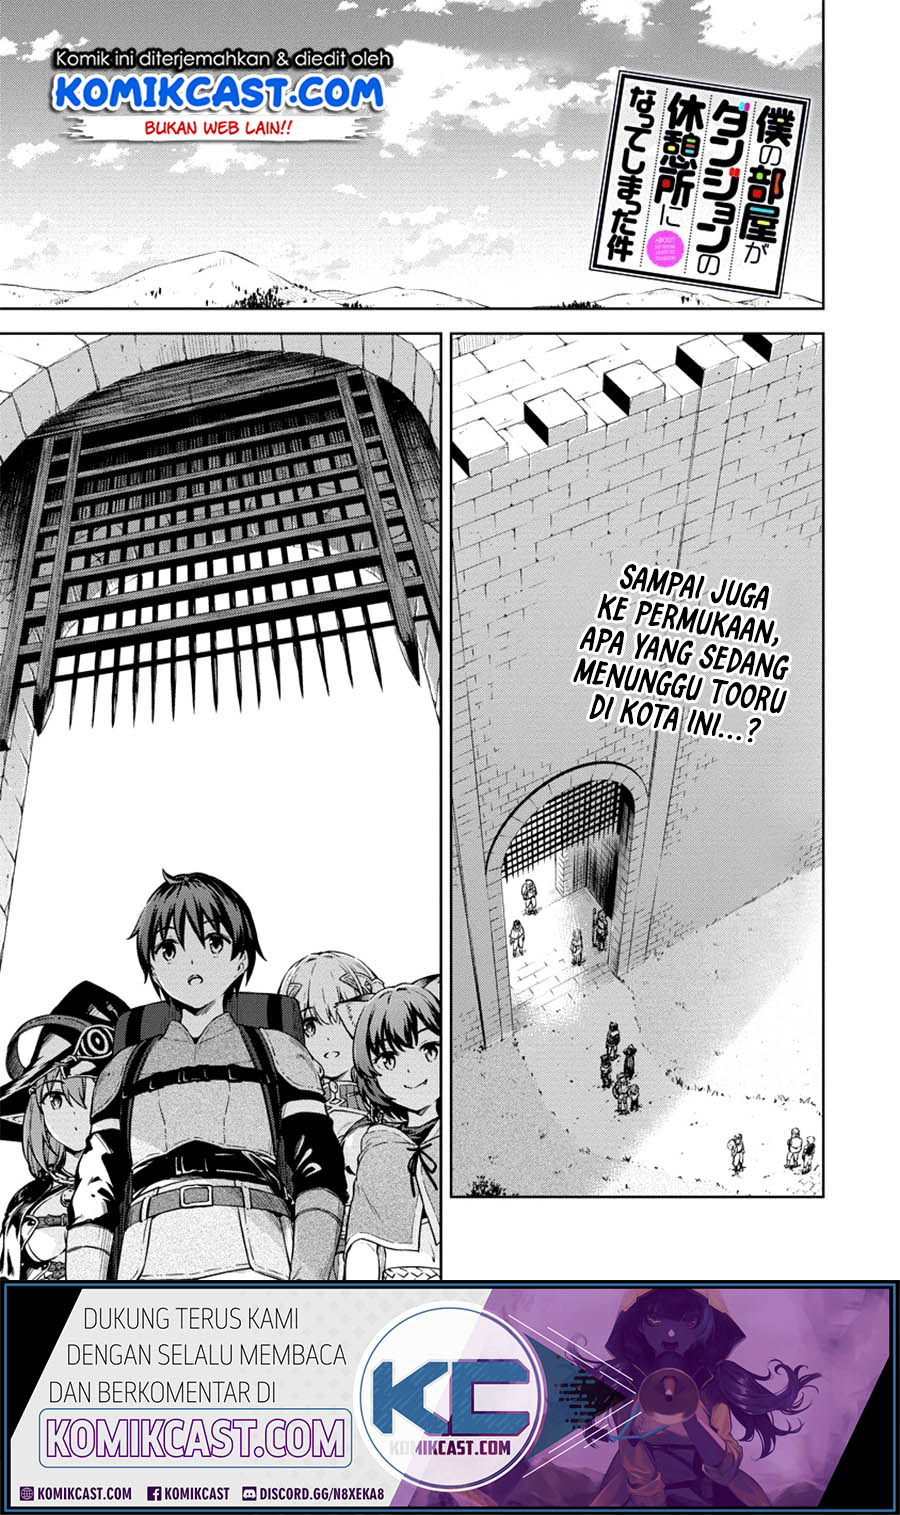 Komik ini diterjemahkan & diedit oleh
KOMIKCAST.COM
BUKAN WEB LAIN!!
僕の部屋が
ダンジョンの
休憩所に
なってしまった件
ABOUT
SAMPAI JUGA
KE PERMUKAAN,
APA YANG SEDANG
MENUNGGU TOORU
DI KOTA INI...?
DUKUNG TERUS KAMI
DENGAN SELALU MEMBACA
DAN BERKOMENTAR DI
KOMIKCAST.COM
KC
KOMIKCAST.COM
KOMIKCAST.COM
KOMIKCAST
DISCORD.GG/N8XEKA8